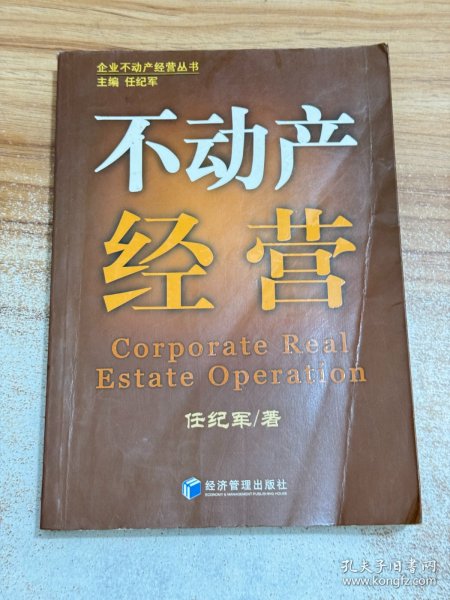 企业不动产经营丛书
主编 任纪军
不动产
经营
Corporate Real
Estate Operation
任纪军/著
经济管理出版社
ECONOMY & MANAGEMENT PUBLISHING HOUSE
孔夫子旧书网
www.kongfz.com